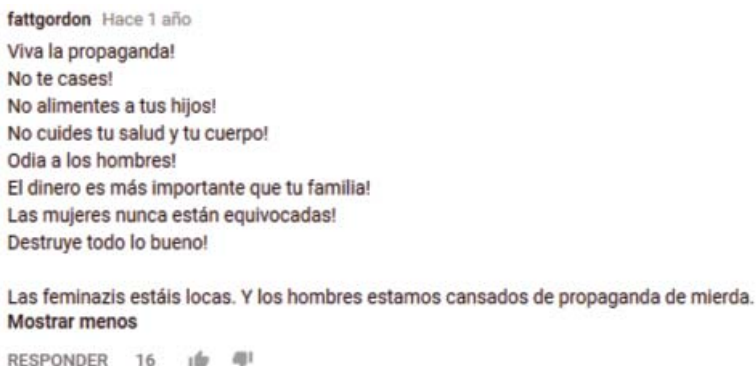 fattgordon Hace 1 año
Viva la propaganda!
No te cases!
No alimentes a tus hijos!
No cuides tu salud y tu cuerpo!
Odia a los hombres!
El dinero es más importante que tu familia!
Las mujeres nunca están equivocadas!
Destruye todo lo bueno!
Las feminazis estáis locas. Y los hombres estamos cansados de propaganda de mierda.
Mostrar menos
RESPONDER 16